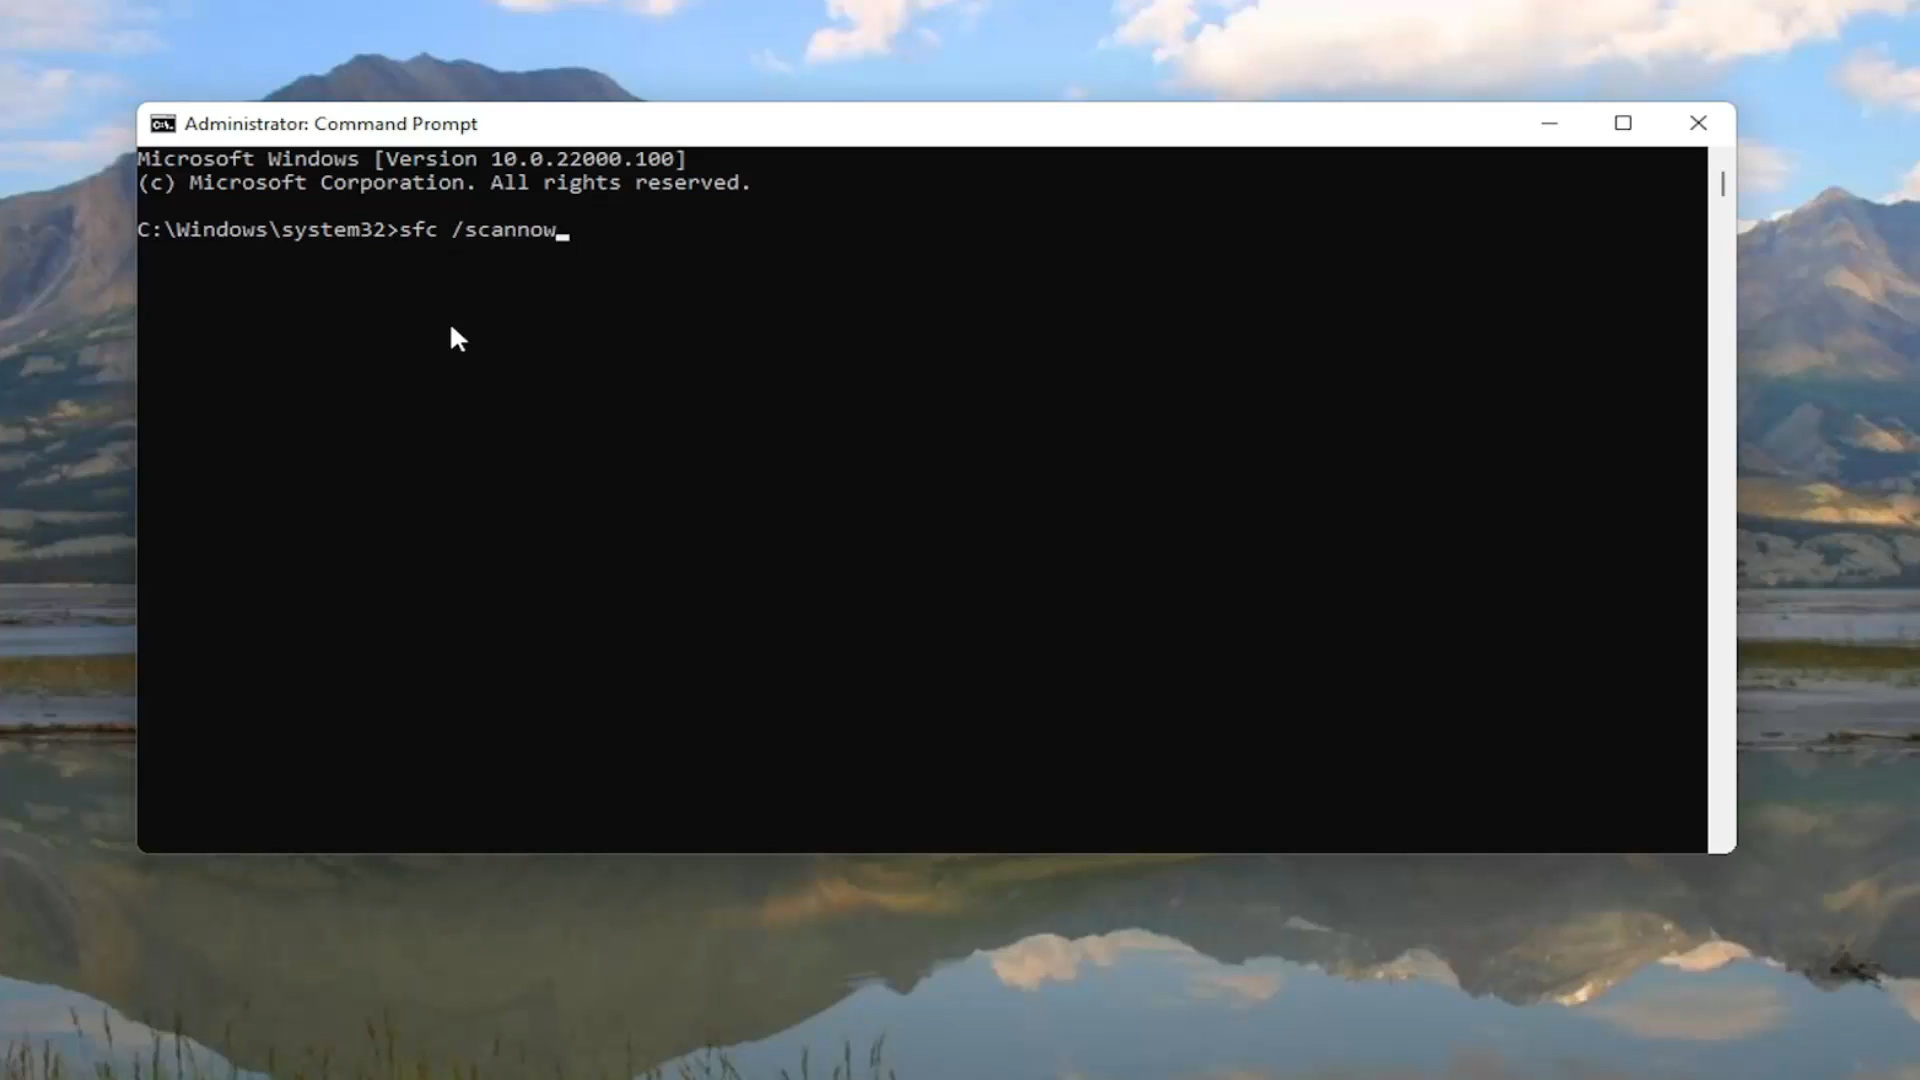 Administrator: Command Prompt
Microsoft Windows [Version 10.0.22000.100]
(c) Microsoft Corporation. All rights reserved.
C:\Windows\system32>sfc /scannow